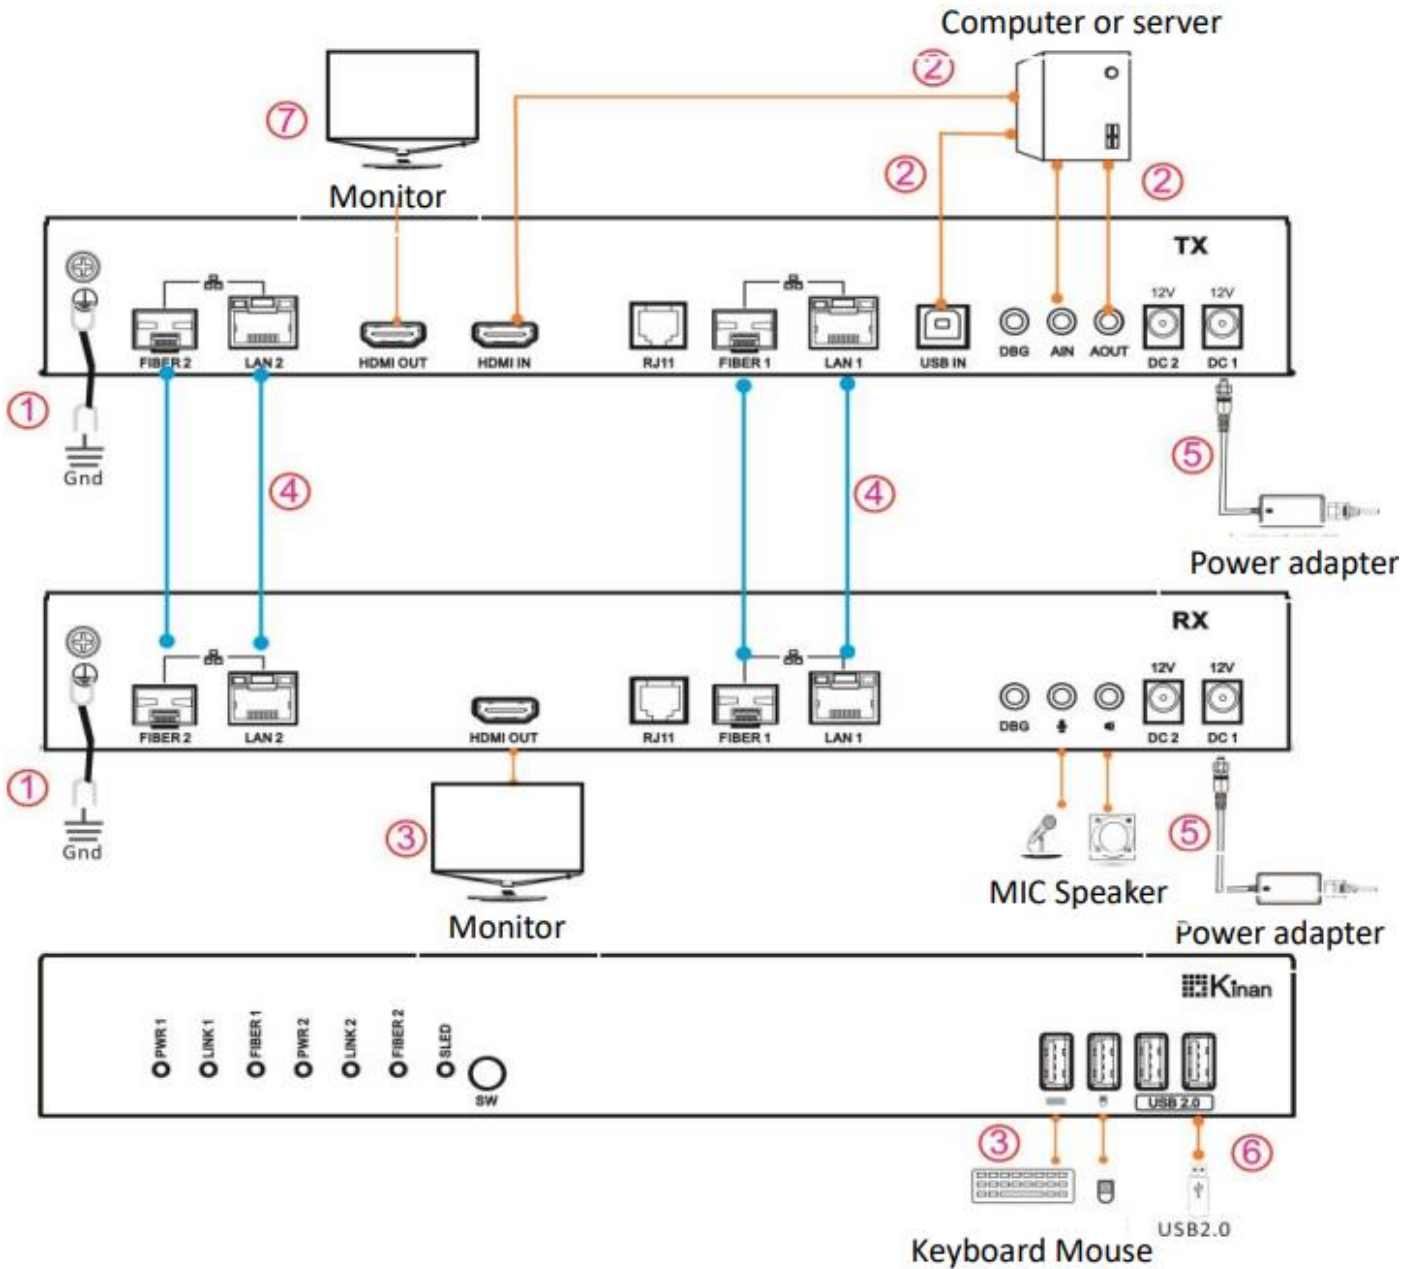 Computer or server
②
⑦
②
②
Monitor
TX
12V
12V
FIBER 2
LAN 2
HDMI OUT
HDMI IN
RJ11
FIBER 1
LAN 1
USB IN
DBG
AIN
AOUT
DC 2
DC 1
①
Gnd
④
④
⑤
Power adapter
RX
12V
12V
FIBER 2
LAN 2
HDMI OUT
RJ11
FIBER 1
LAN 1
DBG
DC 2
DC 1
①
Gnd
③
⑤
MIC Speaker
Monitor
Power adapter
Kinan
PWR 1
LINK 1
FIBER 1
PWR 2
LINK 2
FIBER 2
SLED
SW
USB 2.0
③
⑥
USB2.0
Keyboard Mouse